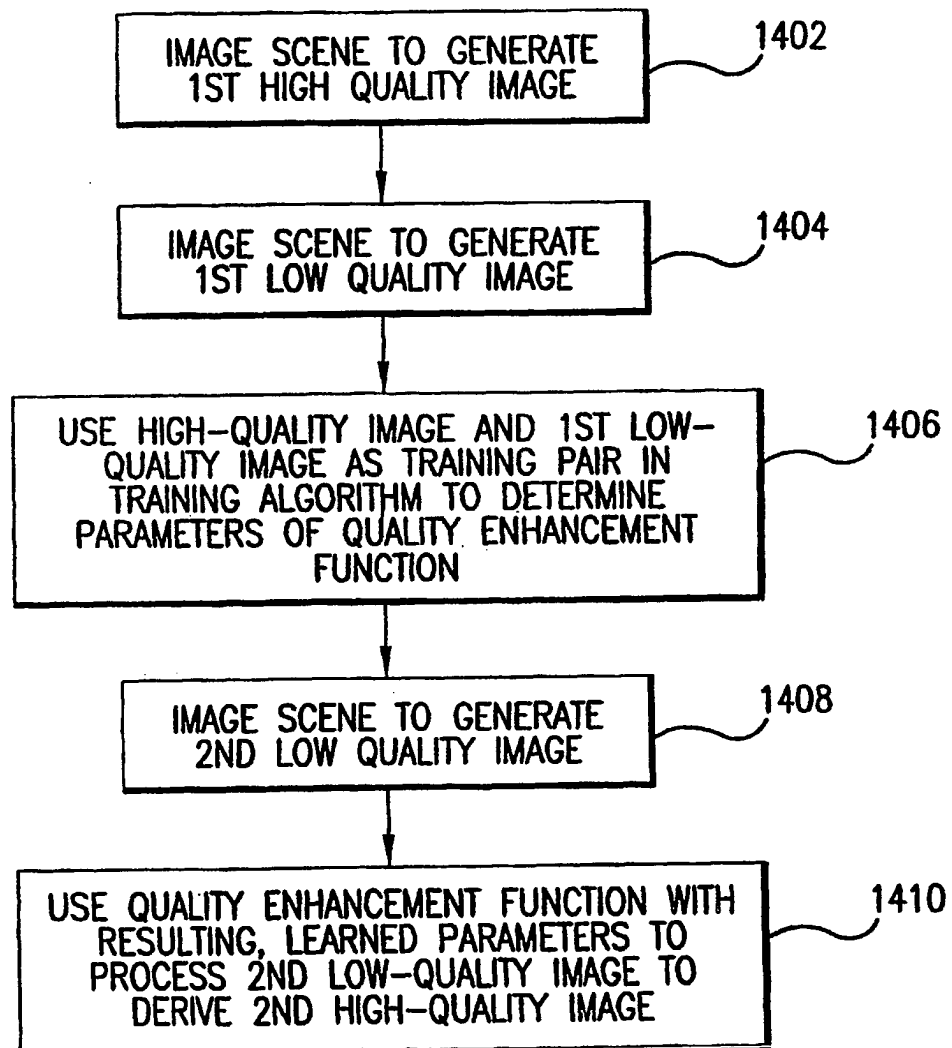 IMAGE SCENE TO GENERATE
1ST HIGH QUALITY IMAGE
1402
IMAGE SCENE TO GENERATE
1ST LOW QUALITY IMAGE
1404
USE HIGH-QUALITY IMAGE AND 1ST LOW-
QUALITY IMAGE AS TRAINING PAIR IN
TRAINING ALGORITHM TO DETERMINE
PARAMETERS OF QUALITY ENHANCEMENT
FUNCTION
1406
IMAGE SCENE TO GENERATE
2ND LOW QUALITY IMAGE
1408
USE QUALITY ENHANCEMENT FUNCTION WITH
RESULTING, LEARNED PARAMETERS TO
PROCESS 2ND LOW-QUALITY IMAGE TO
DERIVE 2ND HIGH-QUALITY IMAGE
1410